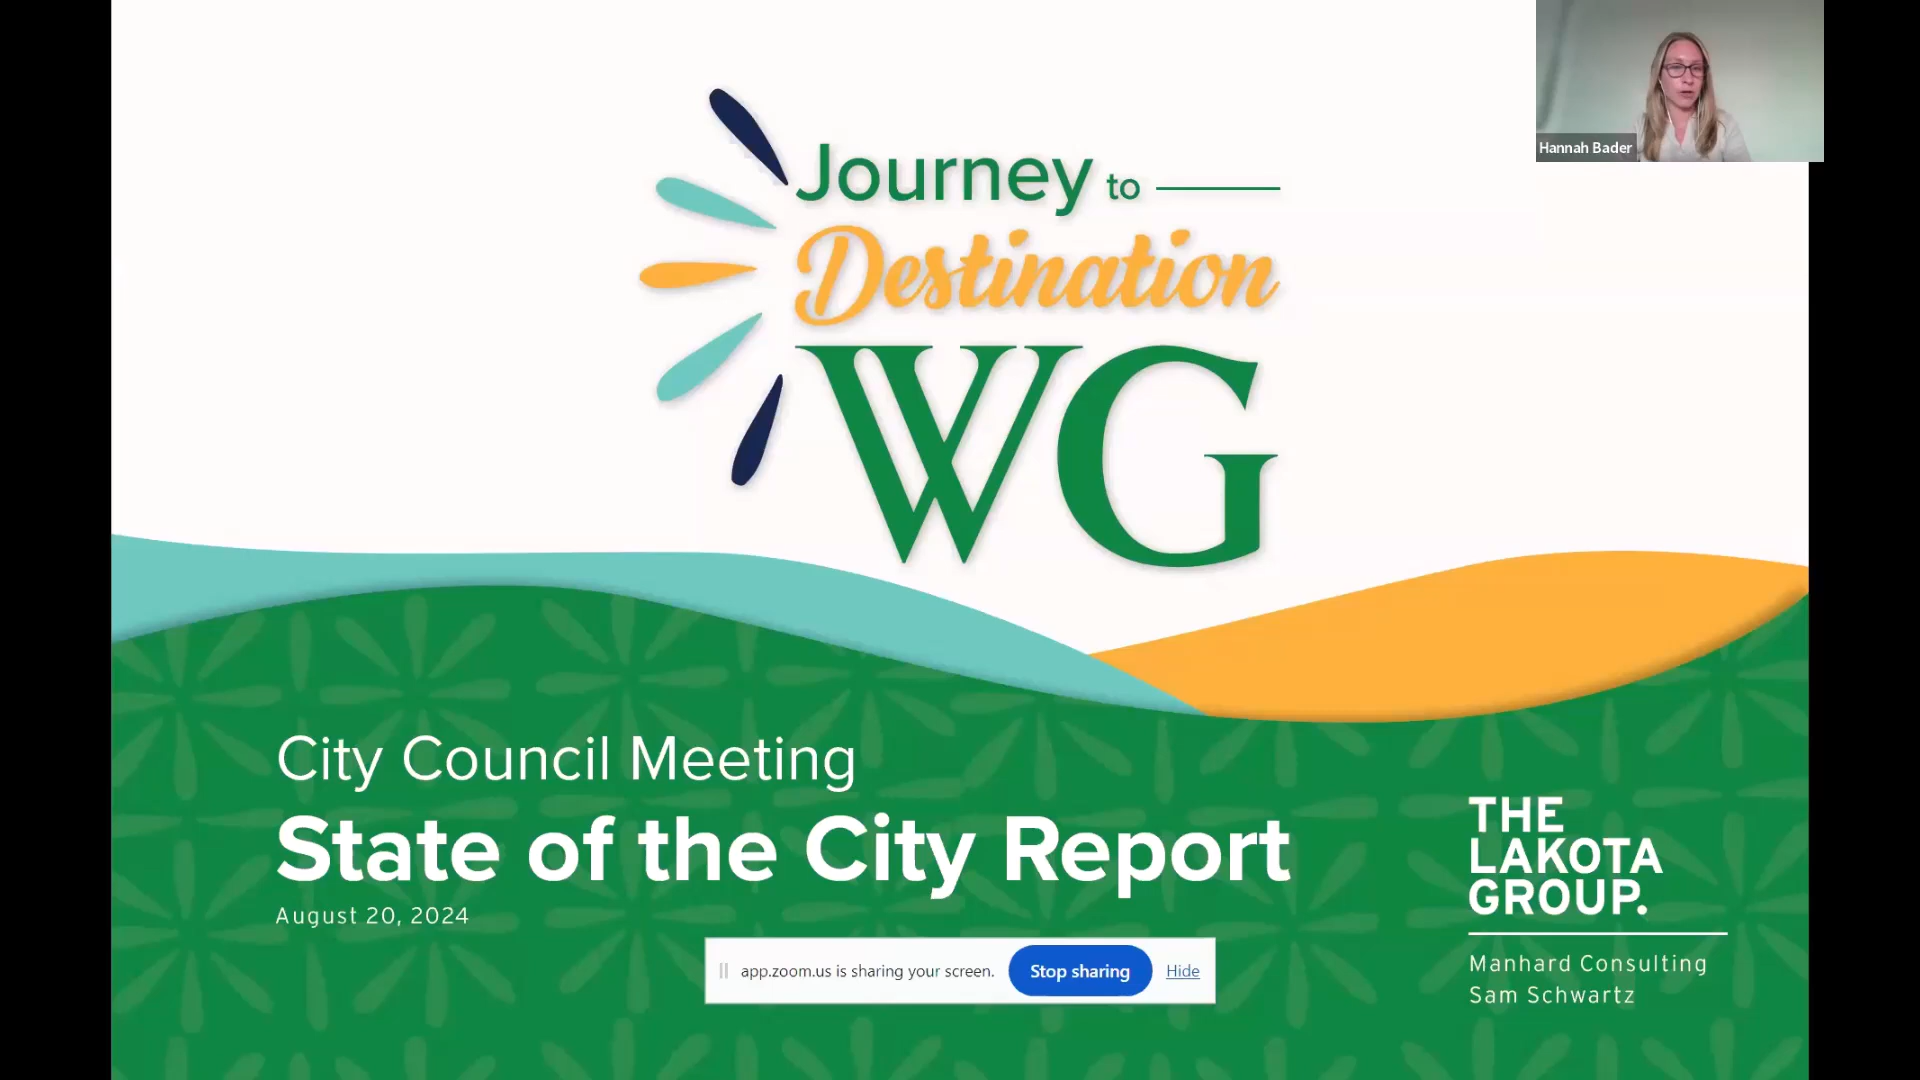 Journey to
Destination
WG
Hannah Bader
City Council Meeting
State of the City Report
August 20, 2024
THE
LAKOTA
GROUP.
Manhard Consulting
Sam Schwartz
app.zoom.us is sharing your screen. Stop sharing Hide